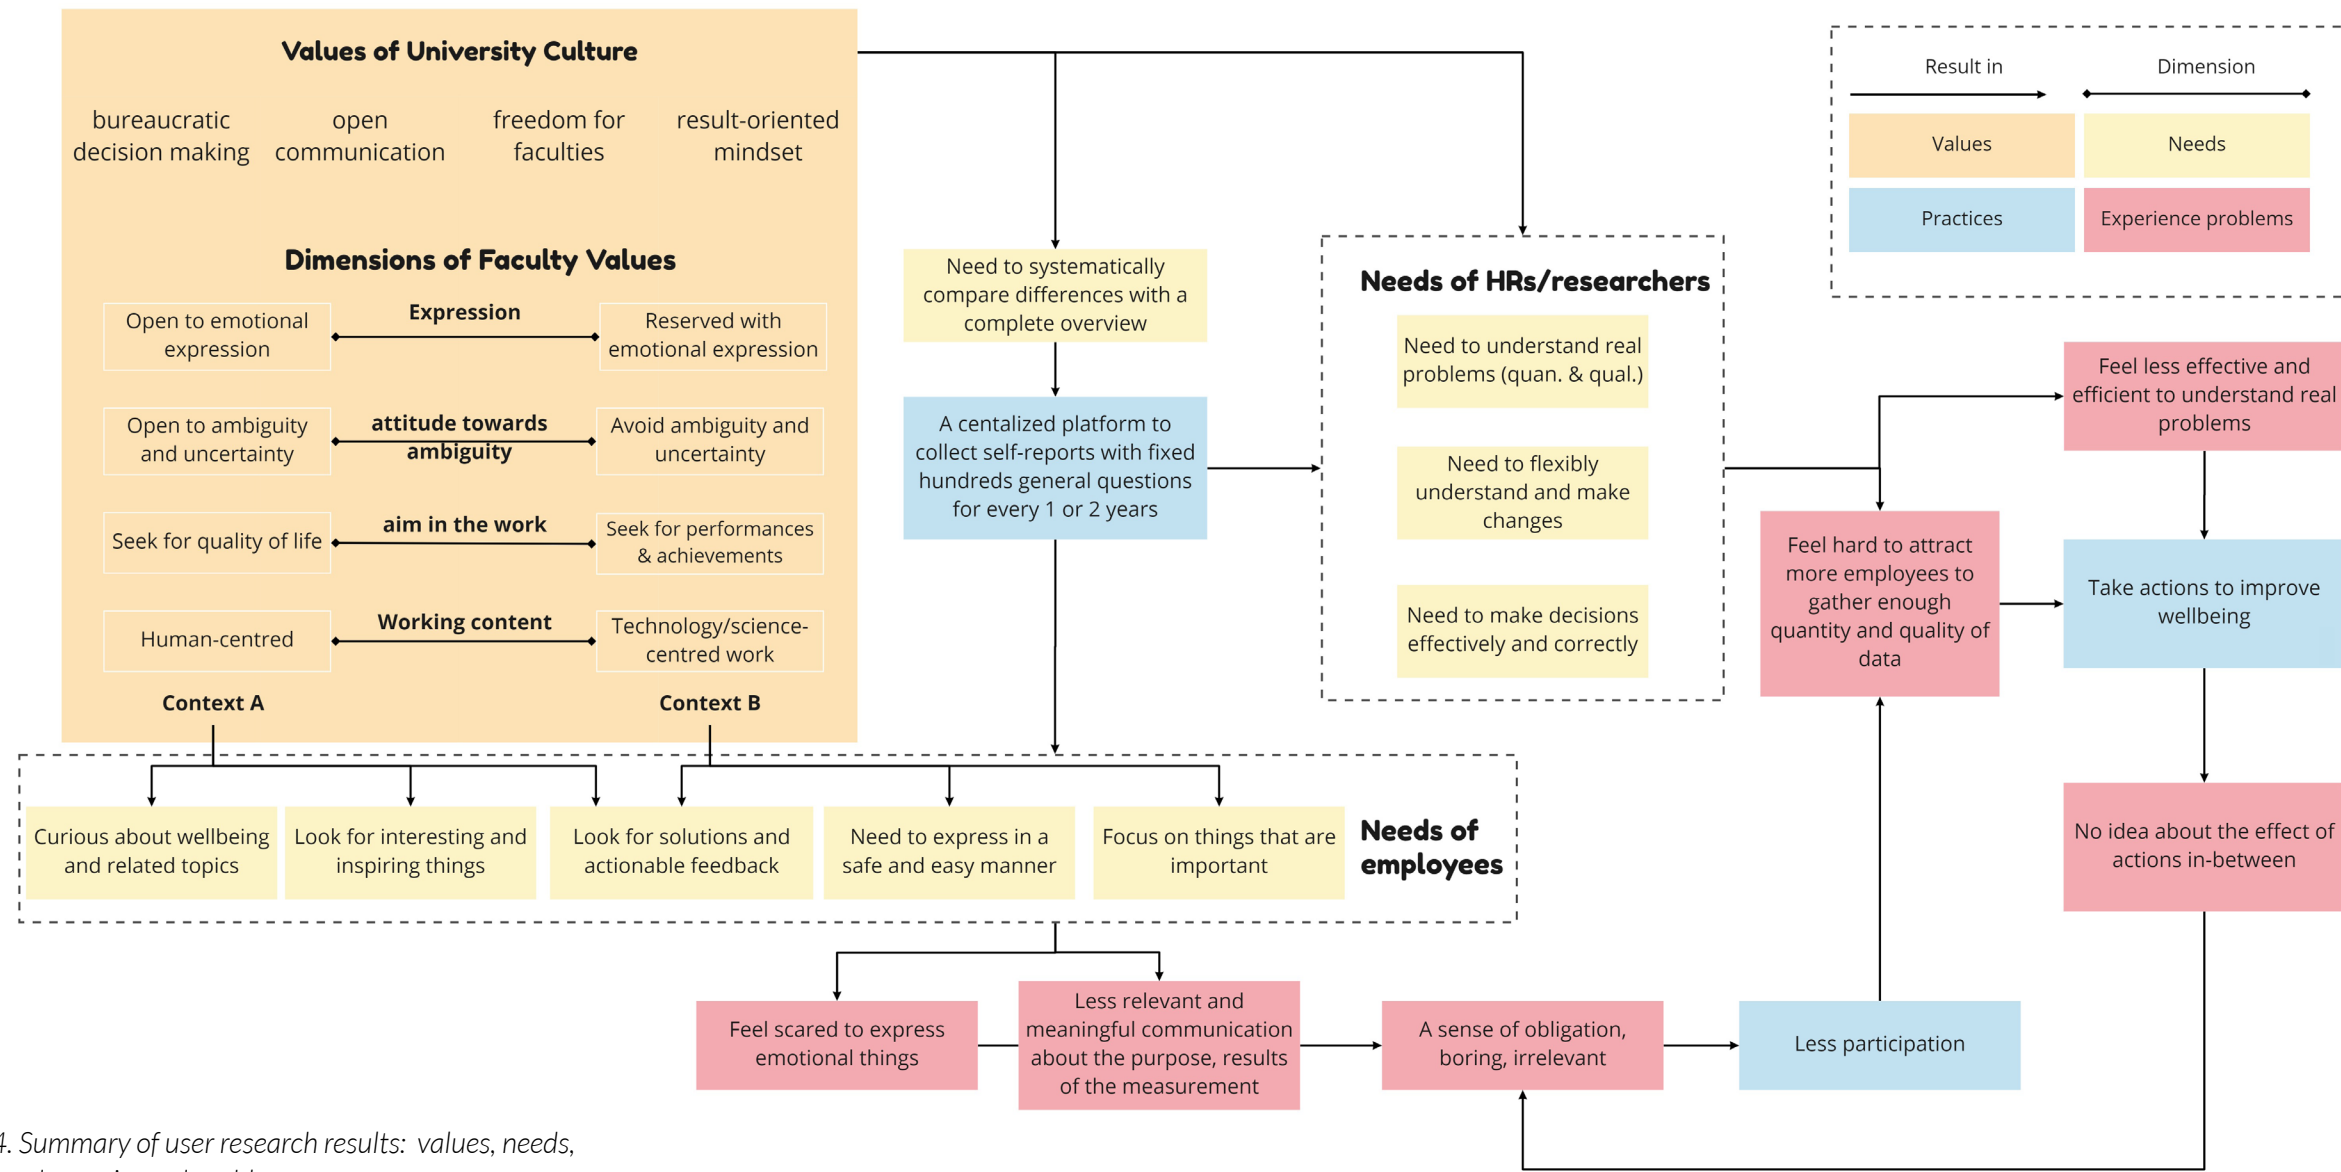 Values of University Culture
bureaucratic
decision making
open
communication
freedom for
faculties
result-oriented
mindset
Dimensions of Faculty Values
Open to emotional
expression
Expression
Reserved with
emotional expression
Open to ambiguity
and uncertainty
attitude towards
ambiguity
Avoid ambiguity and
uncertainty
Seek for quality of life
aim in the work
Seek for performances
& achievements
Human-centred
Working content
Technology/science-
centred work
Context A
Context B
Need to systematically
compare differences with a
complete overview
A centalized platform to
collect self-reports with fixed
hundreds general questions
for every 1 or 2 years
Needs of HRs/researchers
Need to understand real
problems (quan. & qual.)
Need to flexibly
understand and make
changes
Need to make decisions
effectively and correctly
Result in
Dimension
Values
Needs
Practices
Experience problems
Feel less effective and
efficient to understand real
problems
Feel hard to attract
more employees to
gather enough
quantity and quality of
data
Take actions to improve
wellbeing
No idea about the effect of
actions in-between
Curious about wellbeing
and related topics
Look for interesting and
inspiring things
Look for solutions and
actionable feedback
Need to express in a
safe and easy manner
Focus on things that are
important
Needs of
employees
Feel scared to express
emotional things
Less relevant and
meaningful communication
about the purpose, results
of the measurement
A sense of obligation,
boring, irrelevant
Less participation
4. Summary of user research results: values, needs,